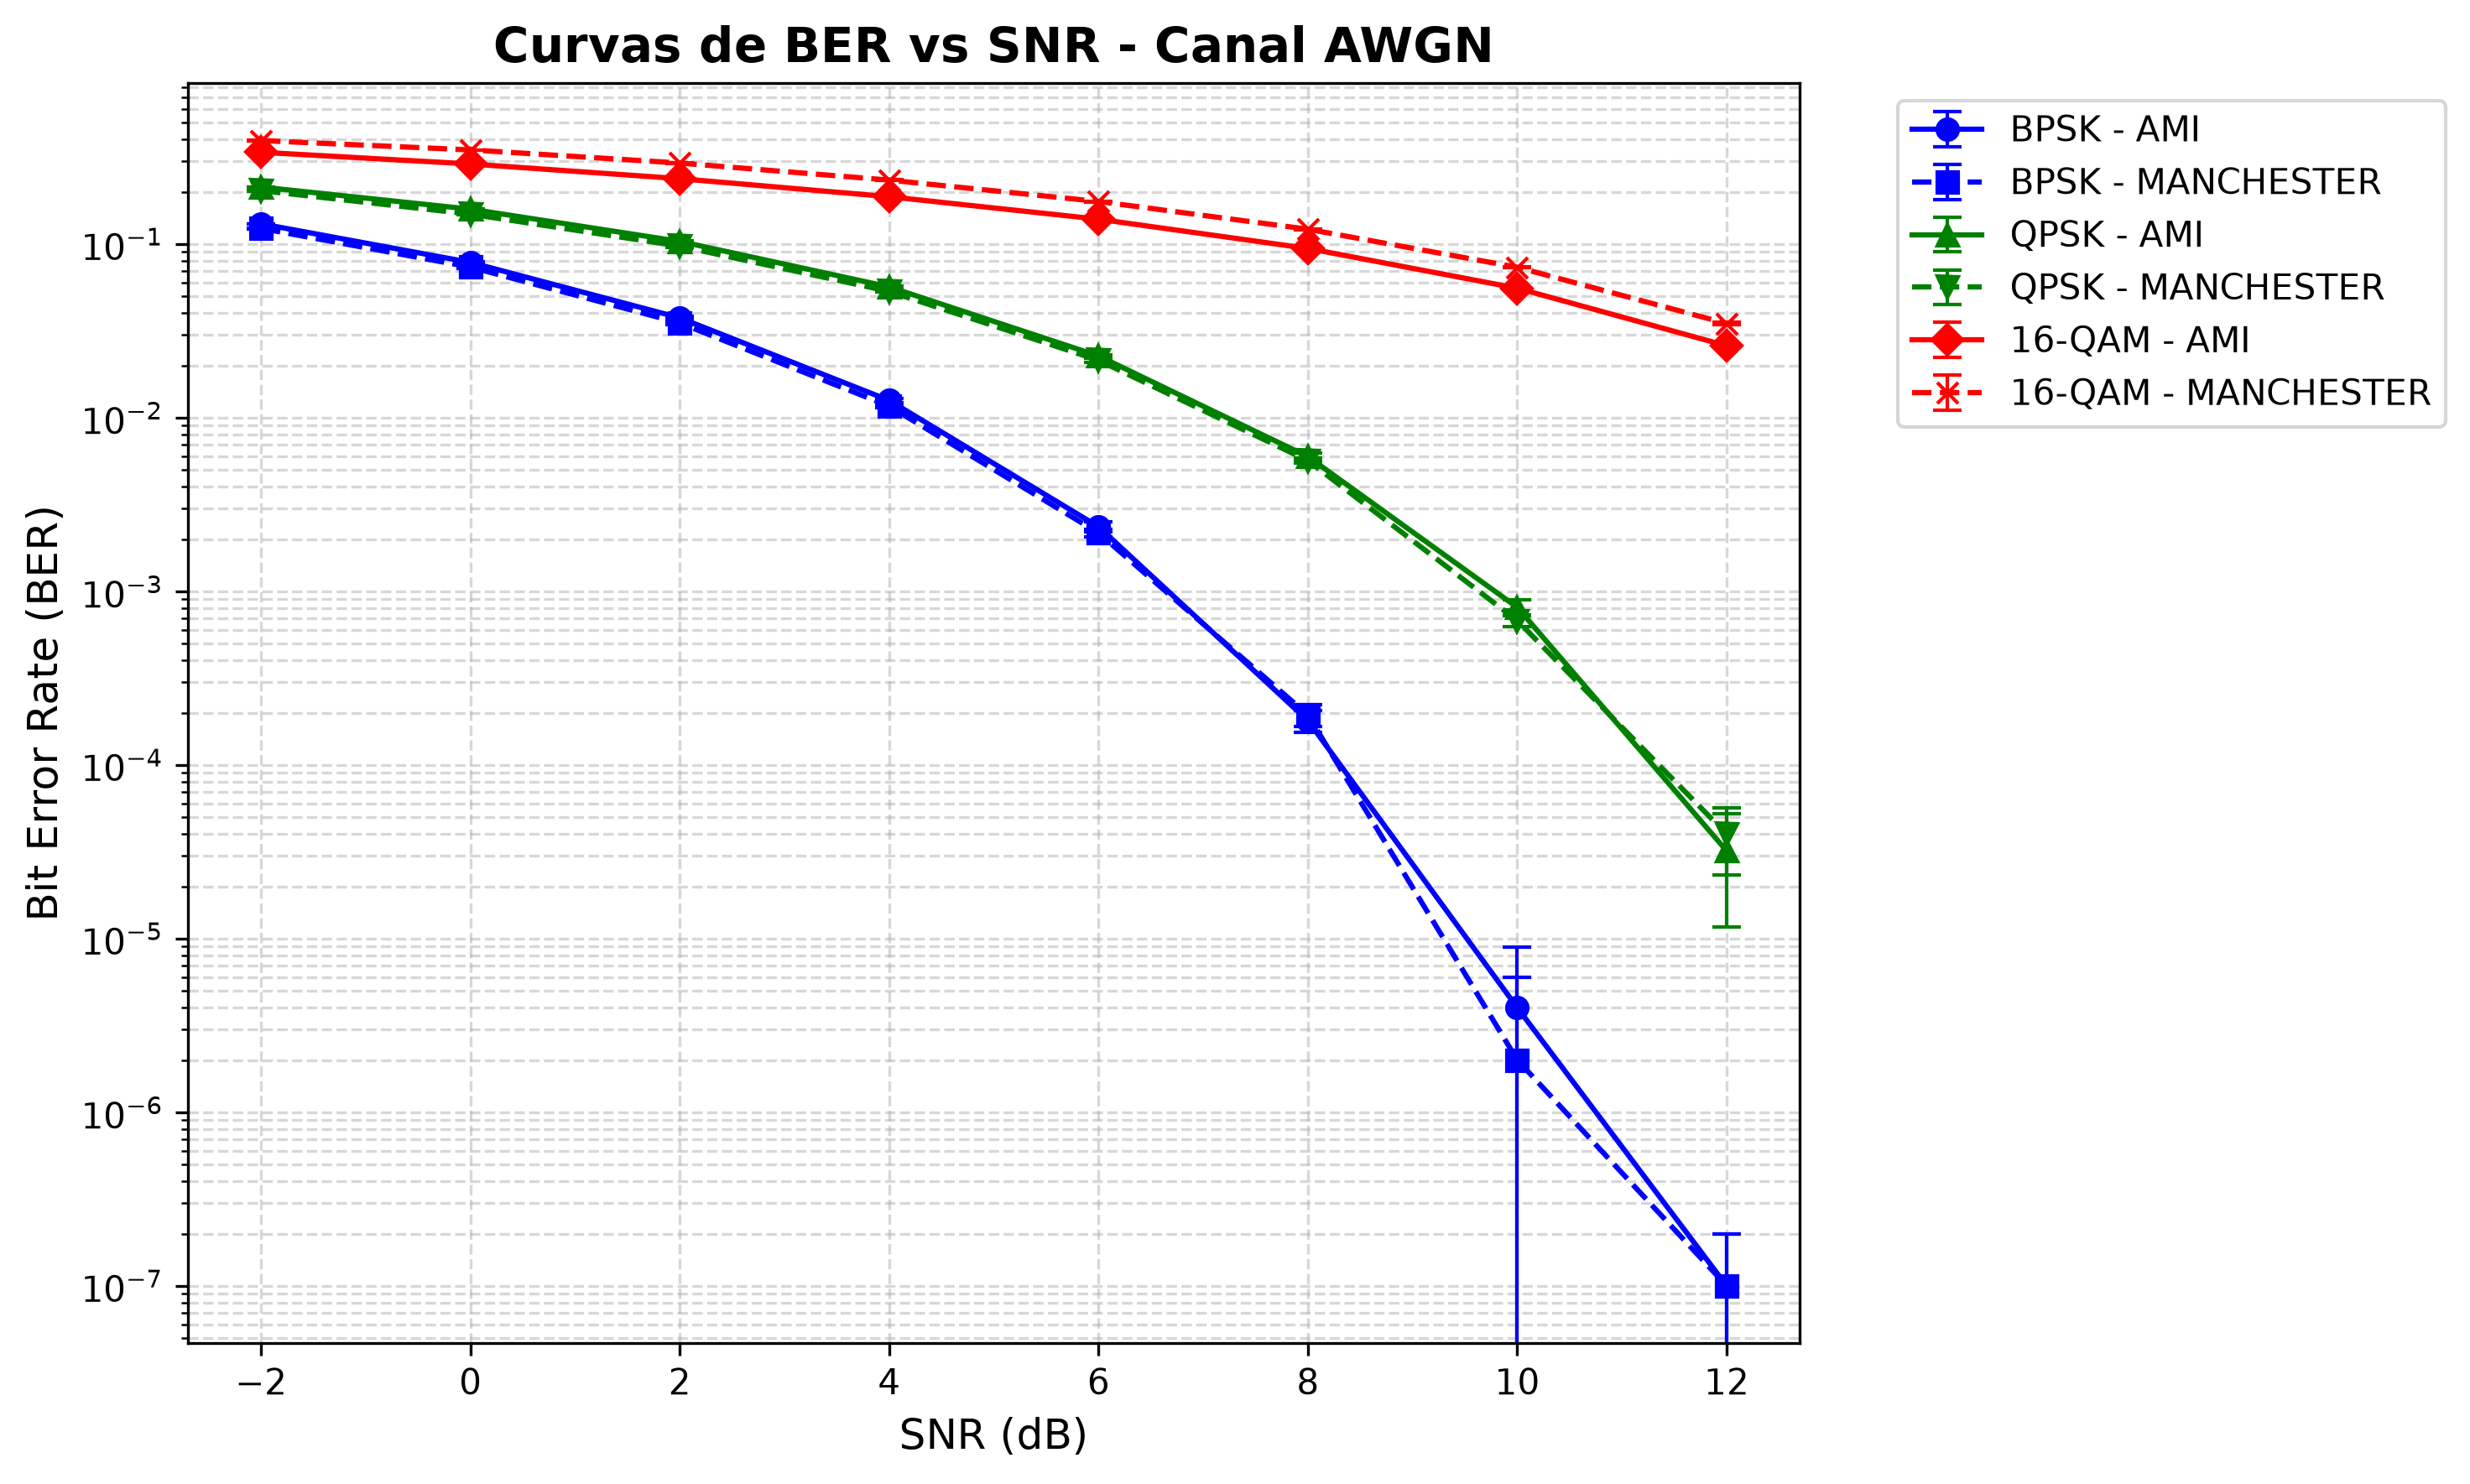 Curvas de BER vs SNR - Canal AWGN
Bit Error Rate (BER)
10⁻¹
10⁻²
10⁻³
10⁻⁴
10⁻⁵
10⁻⁶
10⁻⁷
−2 0 2 4 6 8 10 12
SNR (dB)
BPSK - AMI
BPSK - MANCHESTER
QPSK - AMI
QPSK - MANCHESTER
16-QAM - AMI
16-QAM - MANCHESTER